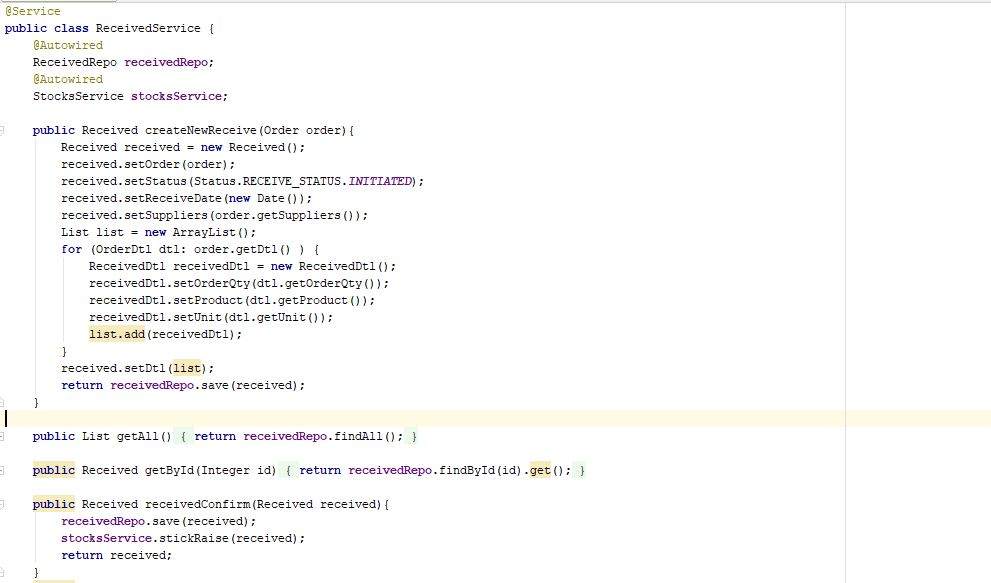 @Service
public class ReceivedService {
    @Autowired
    ReceivedRepo receivedRepo;
    @Autowired
    StocksService stocksService;
    public Received createNewReceive(Order order){
        Received received = new Received();
        received.setOrder(order);
        received.setStatus(Status.RECEIVE_STATUS.INITIATED);
        received.setReceiveDate(new Date());
        received.setSuppliers(order.getSuppliers());
        List list = new ArrayList();
        for (OrderDtl dtl: order.getDtl() ) {
            ReceivedDtl receivedDtl = new ReceivedDtl();
            receivedDtl.setOrderQty(dtl.getOrderQty());
            receivedDtl.setProduct(dtl.getProduct());
            receivedDtl.setUnit(dtl.getUnit());
            list.add(receivedDtl);
        }
        received.setDtl(list);
        return receivedRepo.save(received);
    }
    public List getAll() { return receivedRepo.findAll(); }
    public Received getById(Integer id) { return receivedRepo.findById(id).get(); }
    public Received receivedConfirm(Received received){
        receivedRepo.save(received);
        stocksService.stickRaise(received);
        return received;
    }